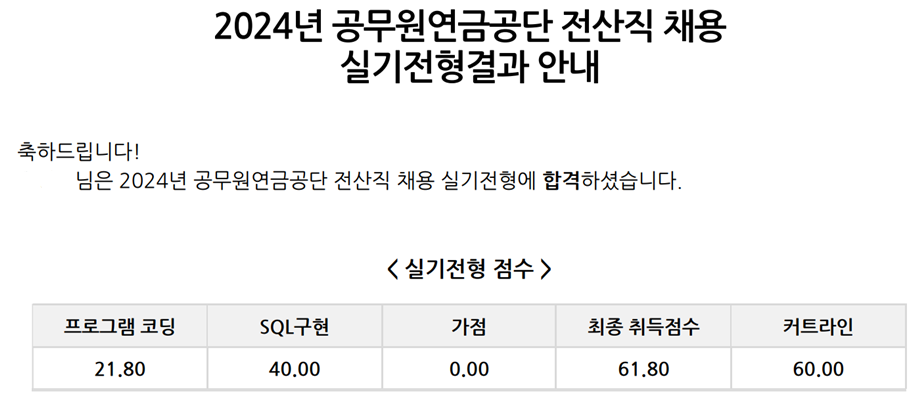 2024년 공무원연금공단 전산직 채용
실기전형결과 안내
축하드립니다!
님은 2024년 공무원연금공단 전산직 채용 실기전형에 합격하셨습니다.
< 실기전형 점수 >
프로그램 코딩 SQL구현 가점 최종 취득점수 커트라인
21.80 40.00 0.00 61.80 60.00